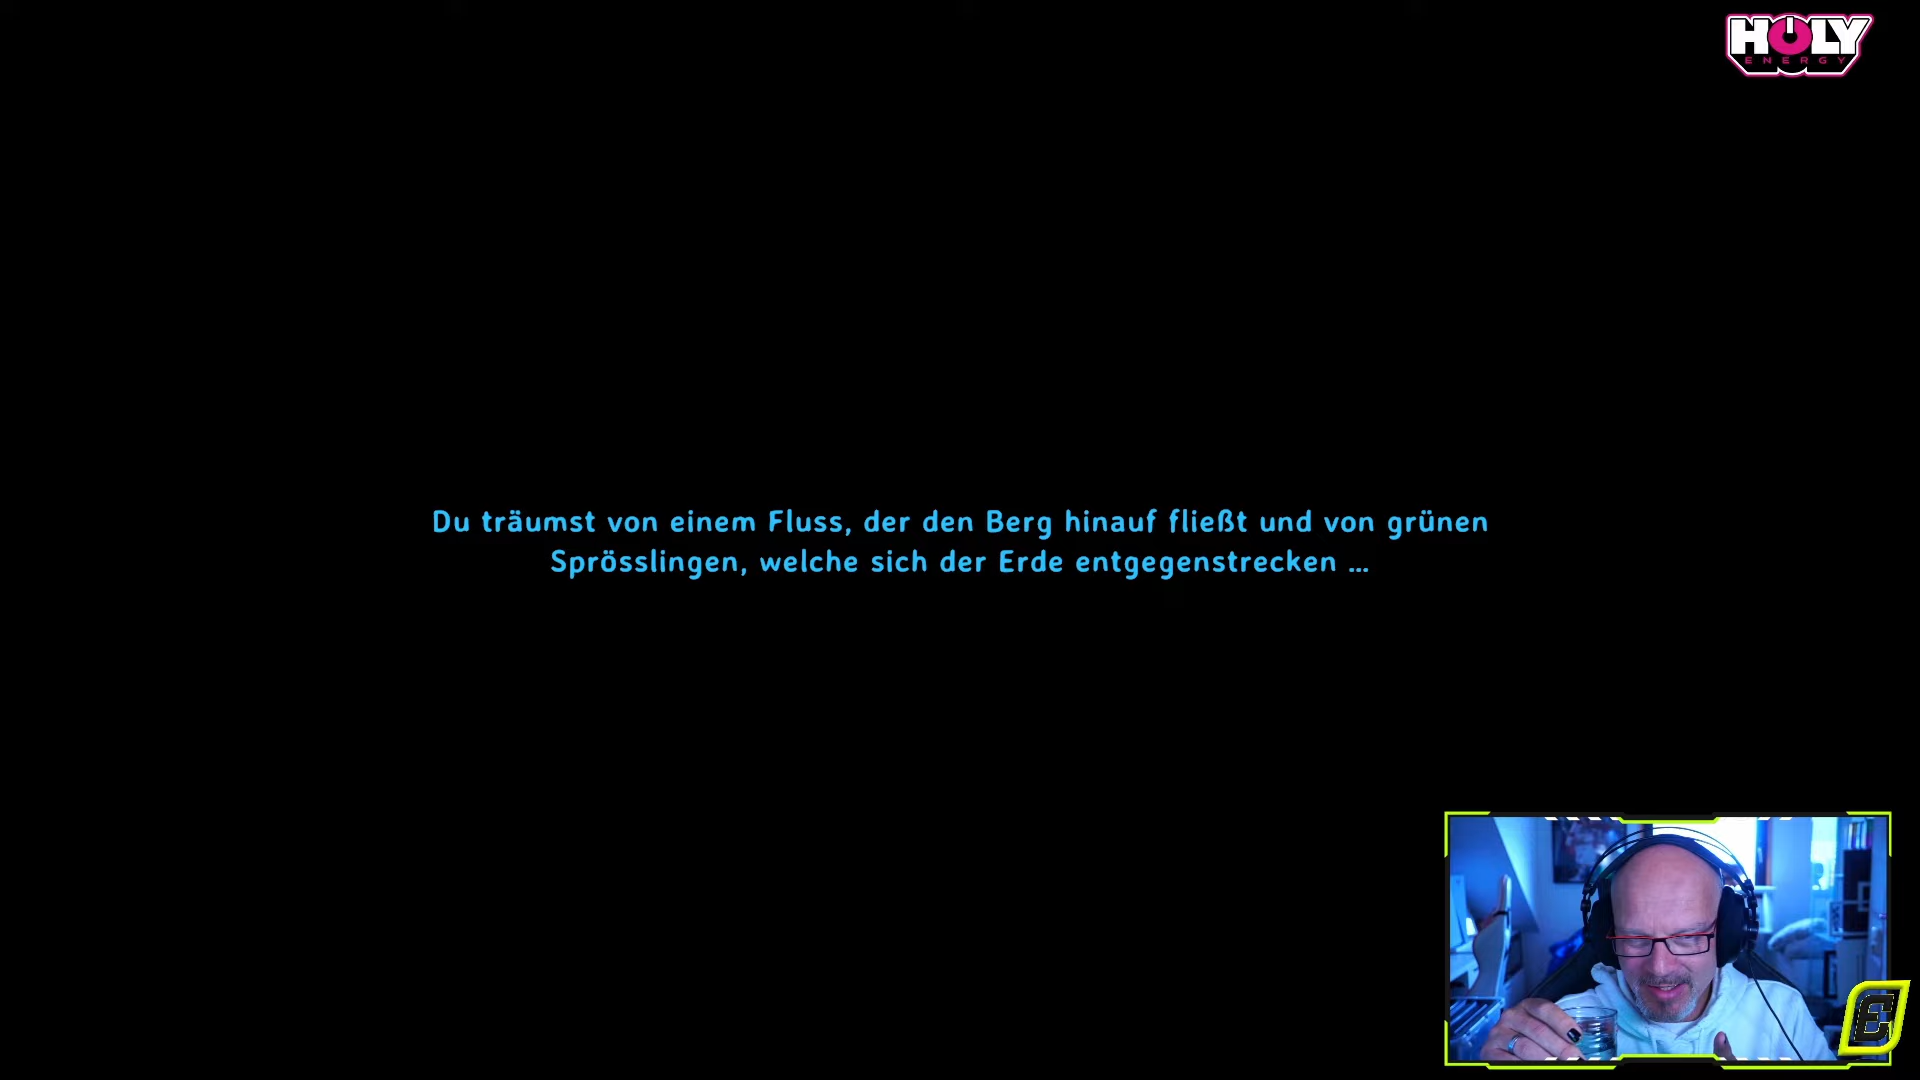 HOLY
ENERGY
Du träumst von einem Fluss, der den Berg hinauf fließt und von grünen
Sprösslingen, welche sich der Erde entgegenstrecken ...
E